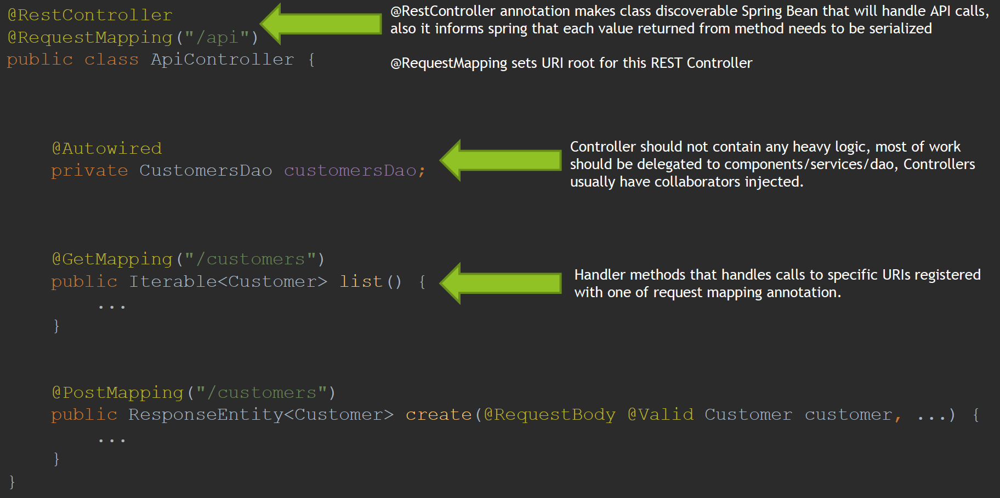 @RestController
@RequestMapping("/api")
public class ApiController {
@RestController annotation makes class discoverable Spring Bean that will handle API calls,
also it informs spring that each value returned from method needs to be serialized
@RequestMapping sets URI root for this REST Controller
@Autowired
private CustomersDao customersDao;
Controller should not contain any heavy logic, most of work
should be delegated to components/services/dao, Controllers
usually have collaborators injected.
@GetMapping("/customers")
public Iterable<Customer> list() {
...
}
Handler methods that handles calls to specific URIs registered
with one of request mapping annotation.
@PostMapping("/customers")
public ResponseEntity<Customer> create(@RequestBody @Valid Customer customer, ...) {
...
}
}